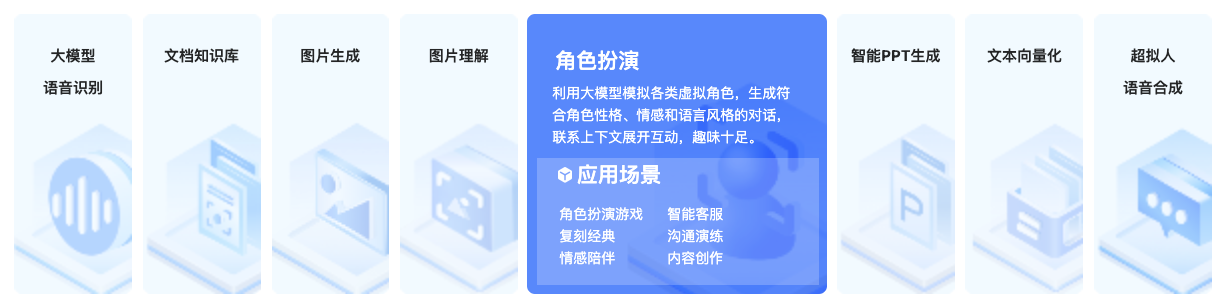 大模型
语音识别
文档知识库
图片生成
图片理解
角色扮演
利用大模型模拟各类虚拟角色，生成符
合角色性格、情感和语言风格的对话，
联系上下文展开互动，趣味十足。
应用场景
角色扮演游戏 智能客服
复刻经典 沟通演练
情感陪伴 内容创作
智能PPT生成
P
文本向量化
超拟人
语音合成